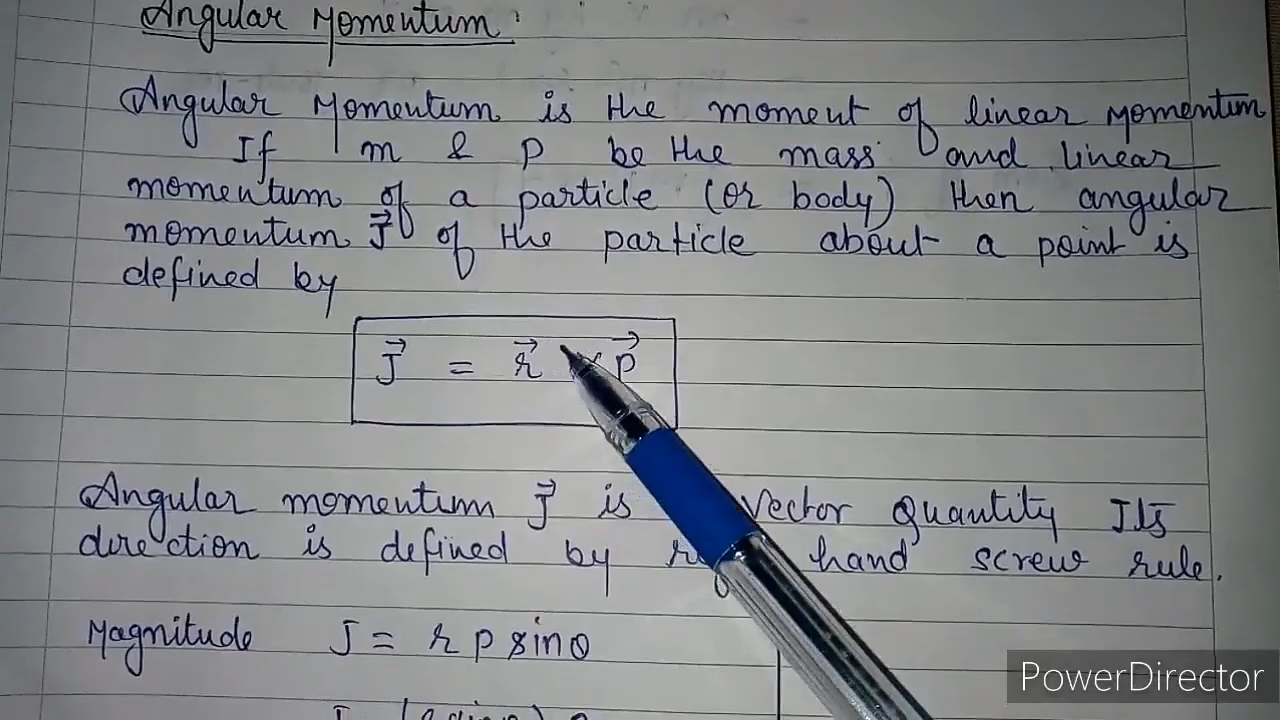 Angular Momentum:
Angular Momentum is the moment of linear momentum
If m & p be the mass and linear
momentum of a particle (or body) then angular
momentum J⃗ of the particle about a point is
defined by
J⃗ = r⃗ × p⃗
Angular momentum J⃗ is vector quantity Its
direction is defined by hand screw rule.
Magnitude J = r p sinθ
PowerDirector